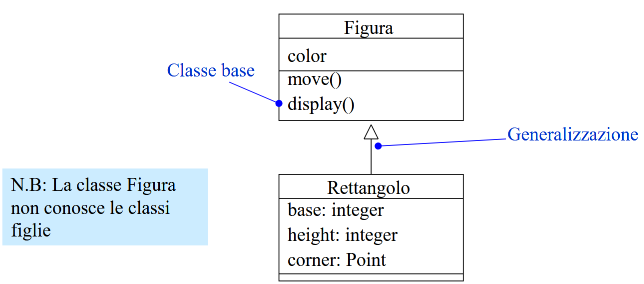 Figura
color
Classe base
move()
display()
Generalizzazione
N.B: La classe Figura
non conosce le classi
figlie
Rettangolo
base: integer
height: integer
corner: Point